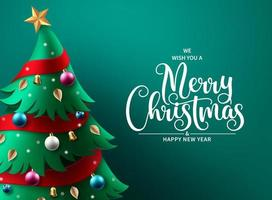 WE
WISH YOU A
Merry
Christmas
&
HAPPY NEW YEAR